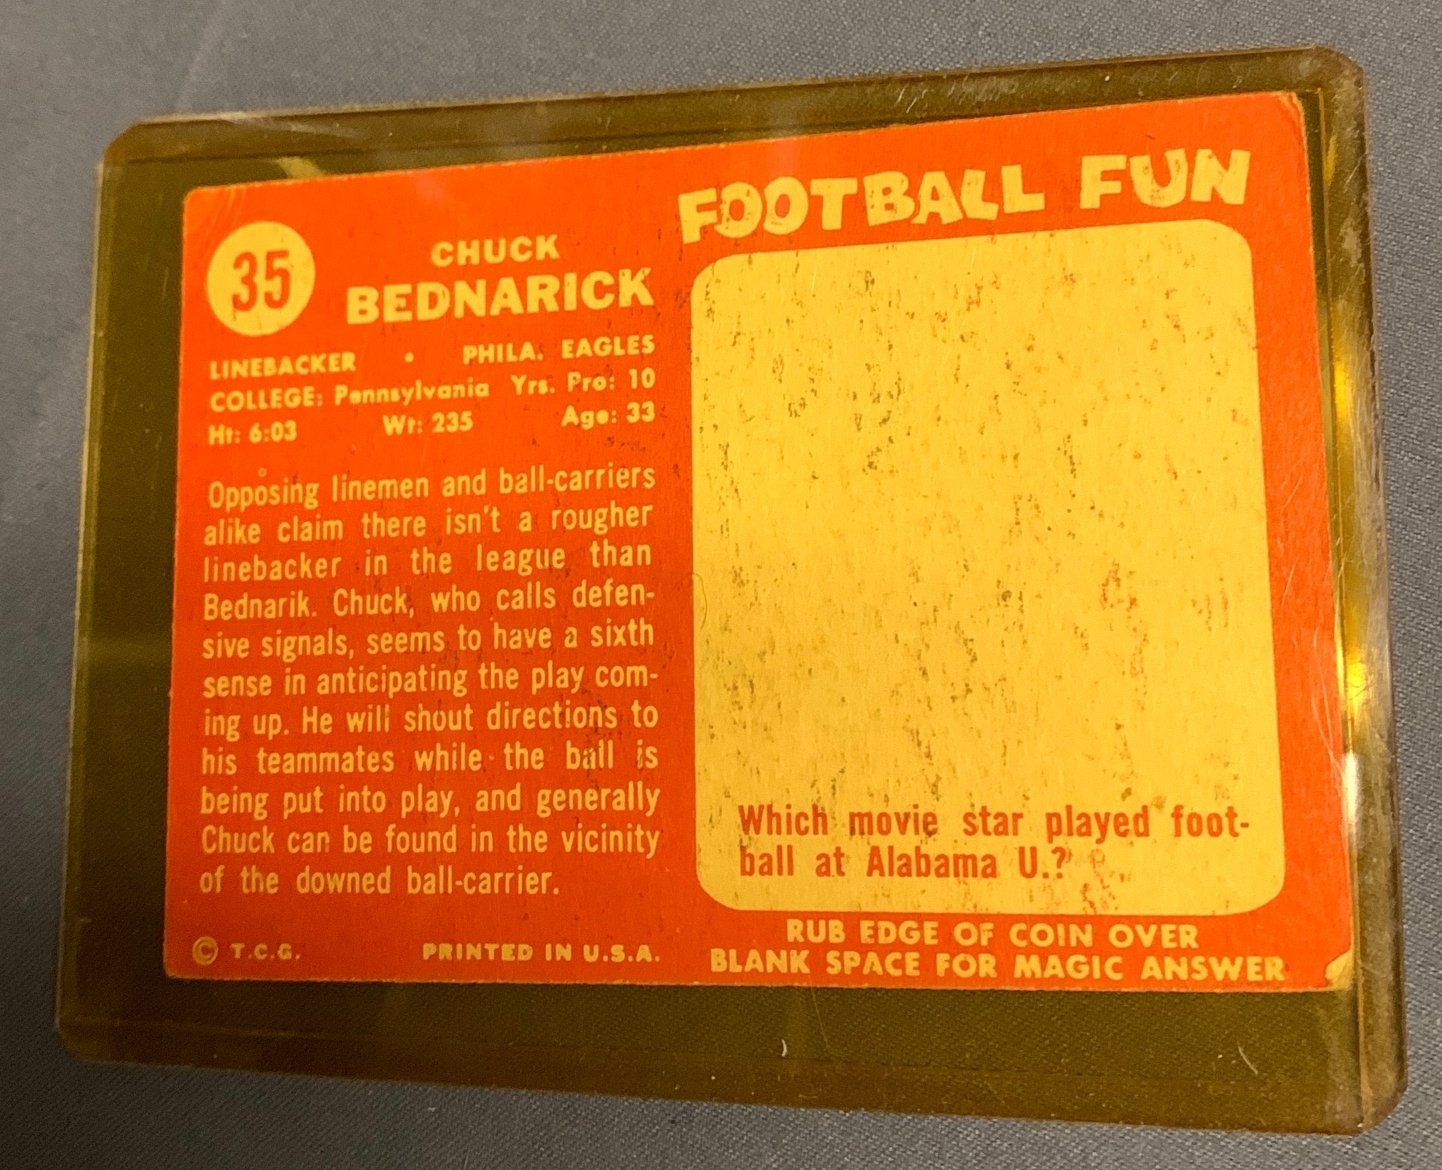 35
CHUCK
BEDNARICK
LINEBACKER • PHILA. EAGLES
COLLEGE: Pennsylvania Yrs. Pro: 10
Ht: 6:03 Wt: 235 Age: 33
Opposing linemen and ball-carriers
alike claim there isn't a rougher
linebacker in the league than
Bednarik. Chuck, who calls defen-
sive signals, seems to have a sixth
sense in anticipating the play com-
ing up. He will shout directions to
his teammates while the ball is
being put into play, and generally
Chuck can be found in the vicinity
of the downed ball-carrier.
© T.C.G. PRINTED IN U.S.A.
FOOTBALL FUN
Which movie star played foot-
ball at Alabama U.?
RUB EDGE OF COIN OVER
BLANK SPACE FOR MAGIC ANSWER